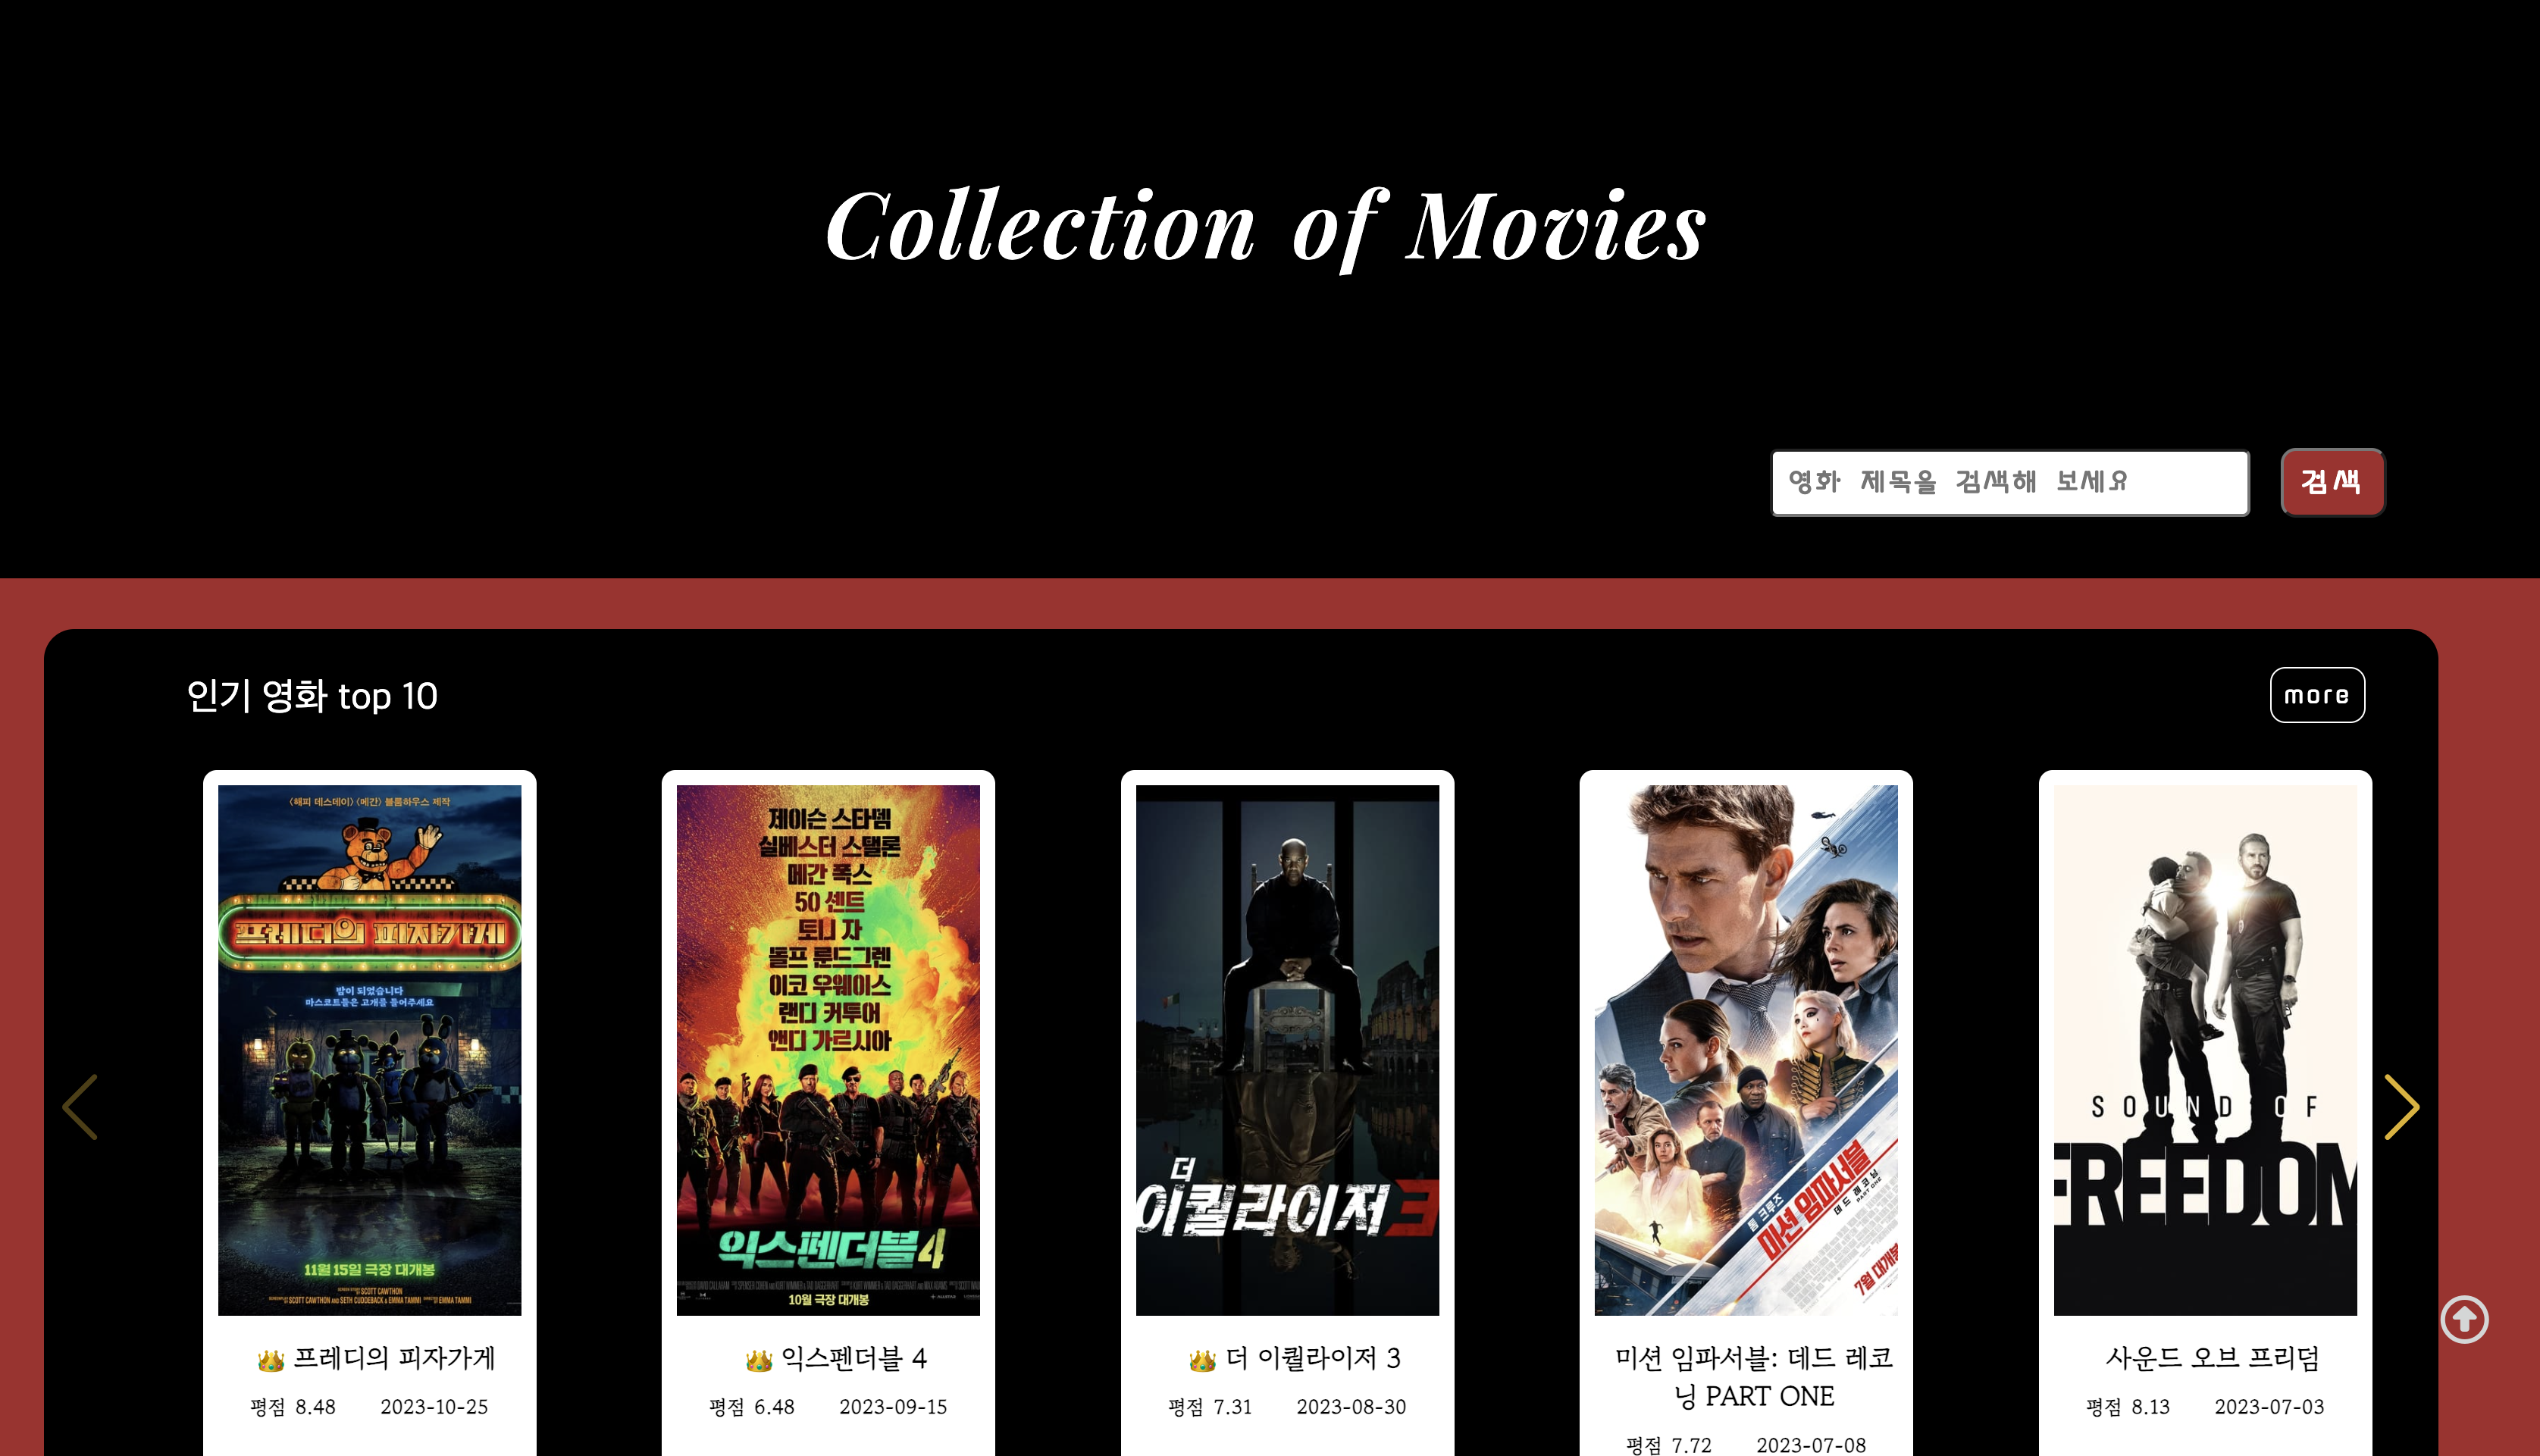 Collection of Movies
영화 제목을 검색해 보세요
검색
인기 영화 top 10
more
〈해피 데스데이〉 〈메간〉 블룸하우스 제작
프레디의 피자가게
밤이 되었습니다
마스코트들은 고개를 들어주세요
11월 15일 극장 대개봉
SCOTT CAWTHON
SCOTT CAWTHON AND SETH CUDDEBACK & EMMA TAMMI
EMMA TAMMI
👑 프레디의 피자가게
평점 8.48 2023-10-25
제이슨 스타뎀
실베스터 스탤론
메간 폭스
50 센트
토니 자
돌프 룬드그렌
이코 우웨이스
랜디 커투어
앤디 가르시아
익스펜더블4
10월 극장 대개봉
👑 익스펜더블 4
평점 6.48 2023-09-15
더
이퀄라이저3
👑 더 이퀄라이저 3
평점 7.31 2023-08-30
톰 크루즈
미션 임파서블
데드 레코닝
PART ONE
7월 대개봉
미션 임파서블: 데드 레코
닝 PART ONE
평점 7.72 2023-07-08
SOUND OF
FREEDOM
사운드 오브 프리덤
평점 8.13 2023-07-03